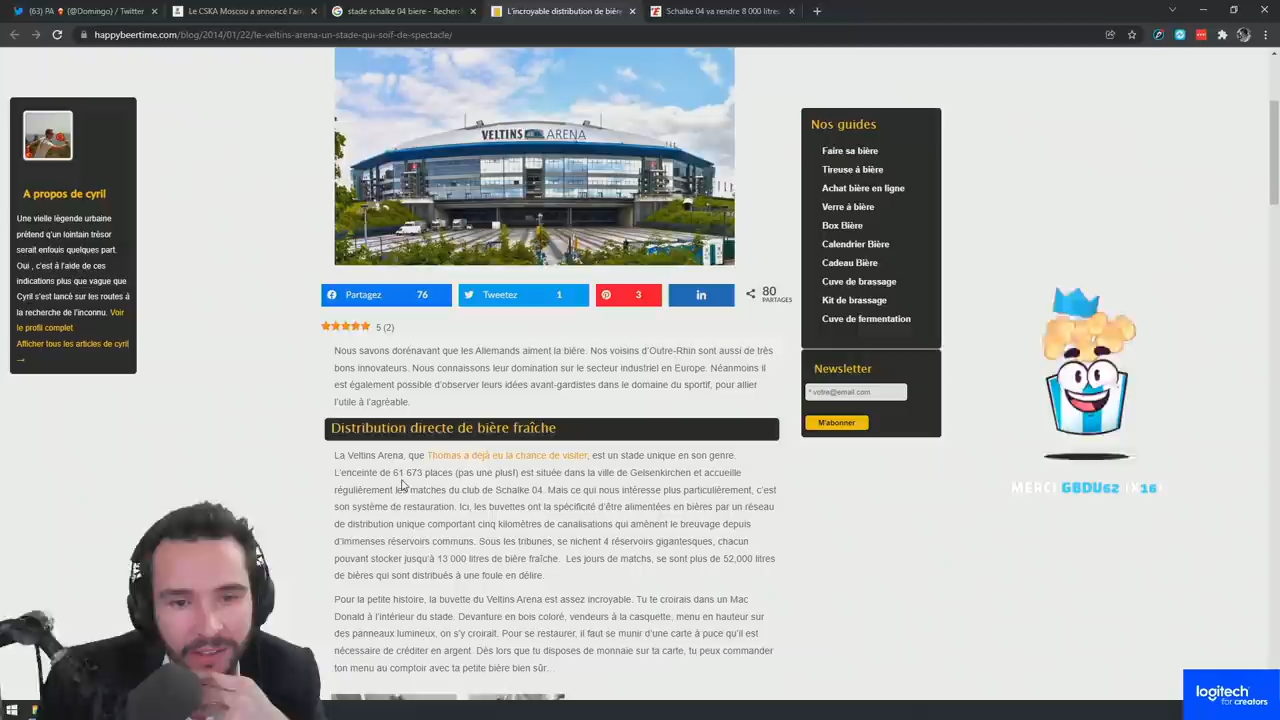 (63) PA @Domingo) / Twitter
Le CSKA Moscou a annoncé l'ar
stade schalke 04 biere - Recherch
L'incroyable distribution de bière
Schalke 04 va rendre 8 000 litres
happybeertime.com/blog/2014/01/22/le-veltins-arena-un-stade-qui-soif-de-spectacle/
VELTINS ARENA
A propos de cyril
Une vielle légende urbaine
prétend q'un lointain trésor
serait enfouis quelques part.
Oui , c'est à l'aide de ces
indications plus que vague que
Cyril s'est lancé sur les routes à
la recherche de l'inconnu. Voir
le profil complet
Afficher tous les articles de cyril
→
Partagez 76
Tweetez 1
3
in
80
PARTAGES
5 (2)
Nous savons dorénavant que les Allemands aiment la bière. Nos voisins d'Outre-Rhin sont aussi de très
bons innovateurs. Nous connaissons leur domination sur le secteur industriel en Europe. Néanmoins il
est également possible d'observer leurs idées avant-gardistes dans le domaine du sportif, pour allier
l'utile à l'agréable.
Distribution directe de bière fraîche
La Veltins Arena, que Thomas a déjà eu la chance de visiter, est un stade unique en son genre.
L'enceinte de 61 673 places (pas une plus!) est située dans la ville de Gelsenkirchen et accueille
régulièrement les matches du club de Schalke 04. Mais ce qui nous intéresse plus particulièrement, c'est
son système de restauration. Ici, les buvettes ont la spécificité d'être alimentées en bières par un réseau
de distribution unique comportant cinq kilomètres de canalisations qui amènent le breuvage depuis
d'immenses réservoirs communs. Sous les tribunes, se nichent 4 réservoirs gigantesques, chacun
pouvant stocker jusqu'à 13 000 litres de bière fraîche. Les jours de matchs, se sont plus de 52,000 litres
de bières qui sont distribués à une foule en délire.
Pour la petite histoire, la buvette du Veltins Arena est assez incroyable. Tu te croirais dans un Mac
Donald à l'intérieur du stade. Devanture en bois coloré, vendeurs à la casquette, menu en hauteur sur
des panneaux lumineux, on s'y croirait. Pour se restaurer, il faut se munir d'une carte à puce qu'il est
nécessaire de créditer en argent. Dès lors que tu disposes de monnaie sur ta carte, tu peux commander
ton menu au comptoir avec ta petite bière bien sûr…
Nos guides
Faire sa bière
Tireuse à bière
Achat bière en ligne
Verre à bière
Box Bière
Calendrier Bière
Cadeau Bière
Cuve de brassage
Kit de brassage
Cuve de fermentation
Newsletter
* votre@email.com
M'abonner
MERCI GBDU62 (X16)
logitech
for creators